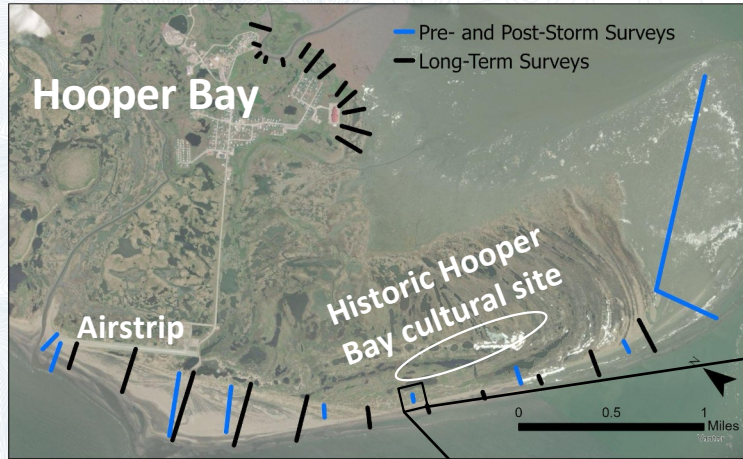 Pre- and Post-Storm Surveys
Long-Term Surveys
Hooper Bay
Historic Hooper
Bay cultural site
Airstrip
N
0 0.5 1
Miles